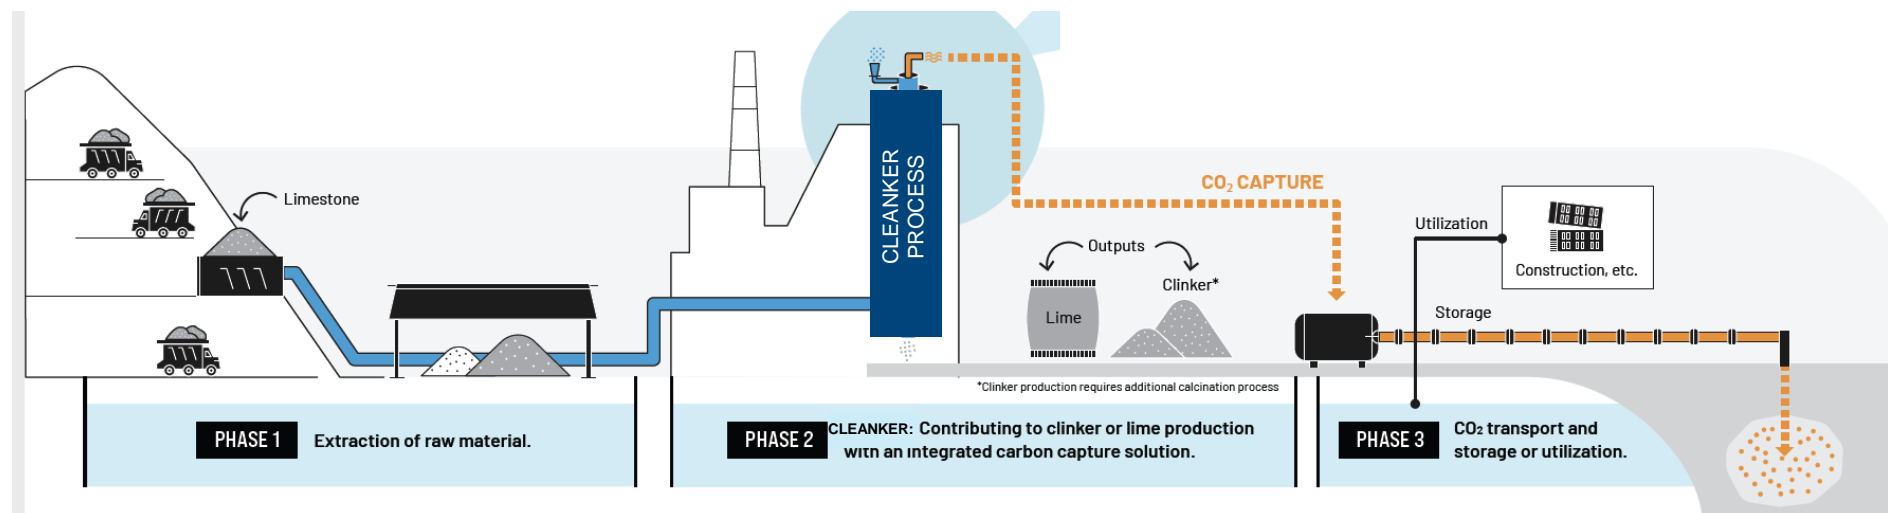 Limestone
CLEANKER
PROCESS
CO₂ CAPTURE
Outputs
Lime
Clinker*
*Clinker production requires additional calcination process
Utilization
Construction, etc.
Storage
PHASE 1
Extraction of raw material.
PHASE 2
CLEANKER: Contributing to clinker or lime production
with an integrated carbon capture solution.
PHASE 3
CO₂ transport and
storage or utilization.